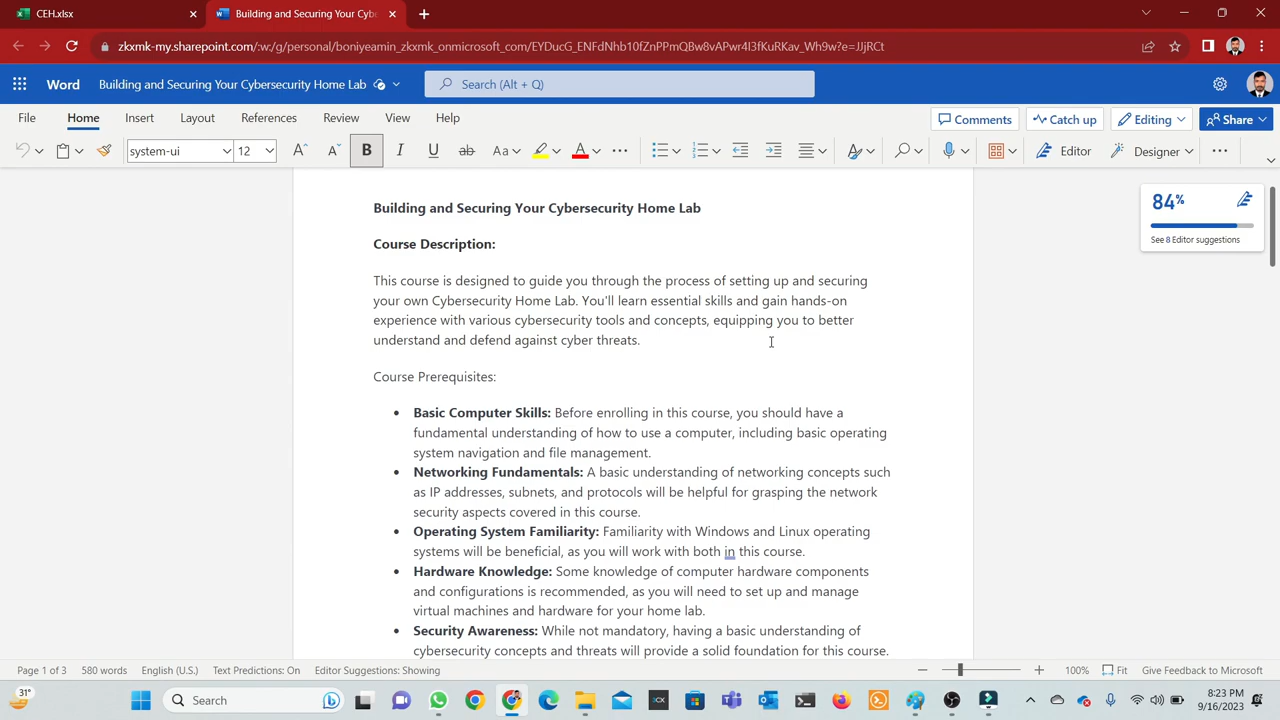 CEH.xlsx
Building and Securing Your Cybe
zkxmk-my.sharepoint.com/:w:/g/personal/boniyeamin_zkxmk_onmicrosoft_com/EYDucG_ENFdNhb10fZnPPmQBw8vAPwr4I3fKuRKav_Wh9w?e=JJjRCt
Word Building and Securing Your Cybersecurity Home Lab Search (Alt + Q)
File Home Insert Layout References Review View Help Comments Catch up Editing Share
system-ui 12 B I U ab Aa A Editor Designer
Building and Securing Your Cybersecurity Home Lab
84%
See 8 Editor suggestions
Course Description:
This course is designed to guide you through the process of setting up and securing
your own Cybersecurity Home Lab. You'll learn essential skills and gain hands-on
experience with various cybersecurity tools and concepts, equipping you to better
understand and defend against cyber threats.
Course Prerequisites:
• Basic Computer Skills: Before enrolling in this course, you should have a
fundamental understanding of how to use a computer, including basic operating
system navigation and file management.
• Networking Fundamentals: A basic understanding of networking concepts such
as IP addresses, subnets, and protocols will be helpful for grasping the network
security aspects covered in this course.
• Operating System Familiarity: Familiarity with Windows and Linux operating
systems will be beneficial, as you will work with both in this course.
• Hardware Knowledge: Some knowledge of computer hardware components
and configurations is recommended, as you will need to set up and manage
virtual machines and hardware for your home lab.
• Security Awareness: While not mandatory, having a basic understanding of
cybersecurity concepts and threats will provide a solid foundation for this course.
Page 1 of 3 580 words English (U.S.) Text Predictions: On Editor Suggestions: Showing 100% Fit Give Feedback to Microsoft
31° Search 8:23 PM
9/16/2023